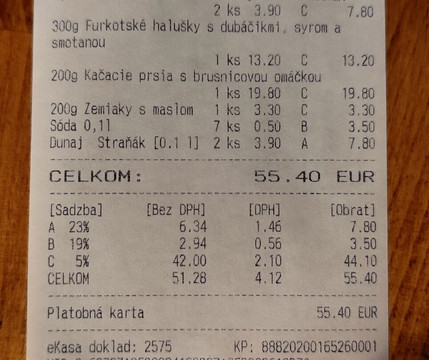 2 ks 3.90 C 7.80
300g Furkotské halušky s dubáčikmi, syrom a
smotanou
1 ks 13.20 C 13.20
200g Kačacie prsia s brusnicovou omáčkou
1 ks 19.80 C 19.80
200g Zemiaky s maslom 1 ks 3.30 C 3.30
Sóda 0,1l 7 ks 0.50 B 3.50
Dunaj Straňák [0.1 l] 2 ks 3.90 A 7.80
CELKOM: 55.40 EUR
[Sadzba] [Bez DPH] [DPH] [Obrat]
A 23% 6.34 1.46 7.80
B 19% 2.94 0.56 3.50
C 5% 42.00 2.10 44.10
CELKOM 51.28 4.12 55.40
Platobná karta 55.40 EUR
eKasa doklad: 2575 KP: 88820200165260001